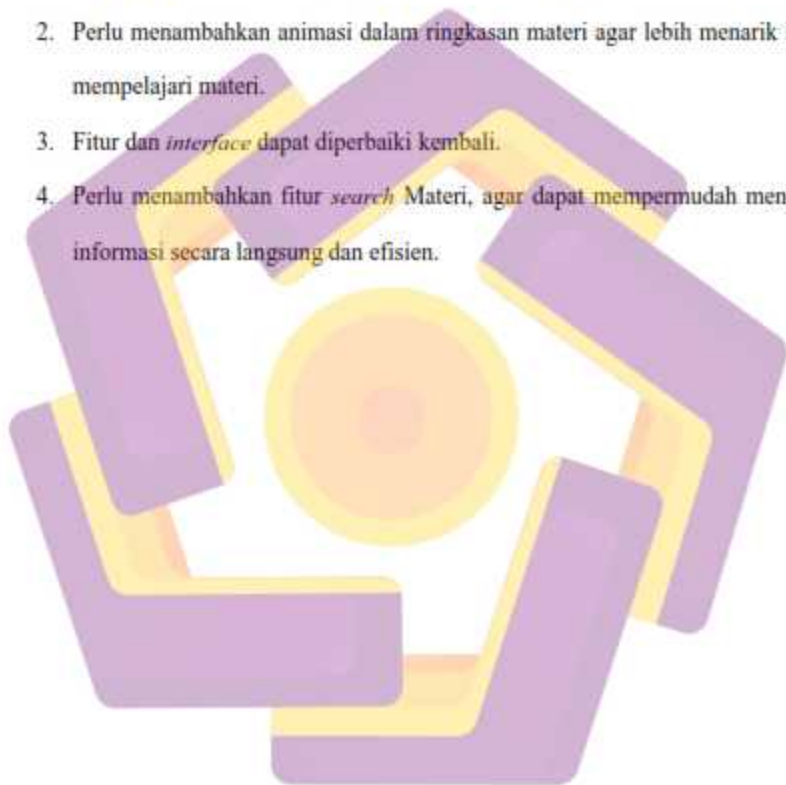 2. Perlu menambahkan animasi dalam ringkasan materi agar lebih menarik
mempelajari materi.
3. Fitur dan interface dapat diperbaiki kembali.
4. Perlu menambahkan fitur search Materi, agar dapat mempermudah men
informasi secara langsung dan efisien.